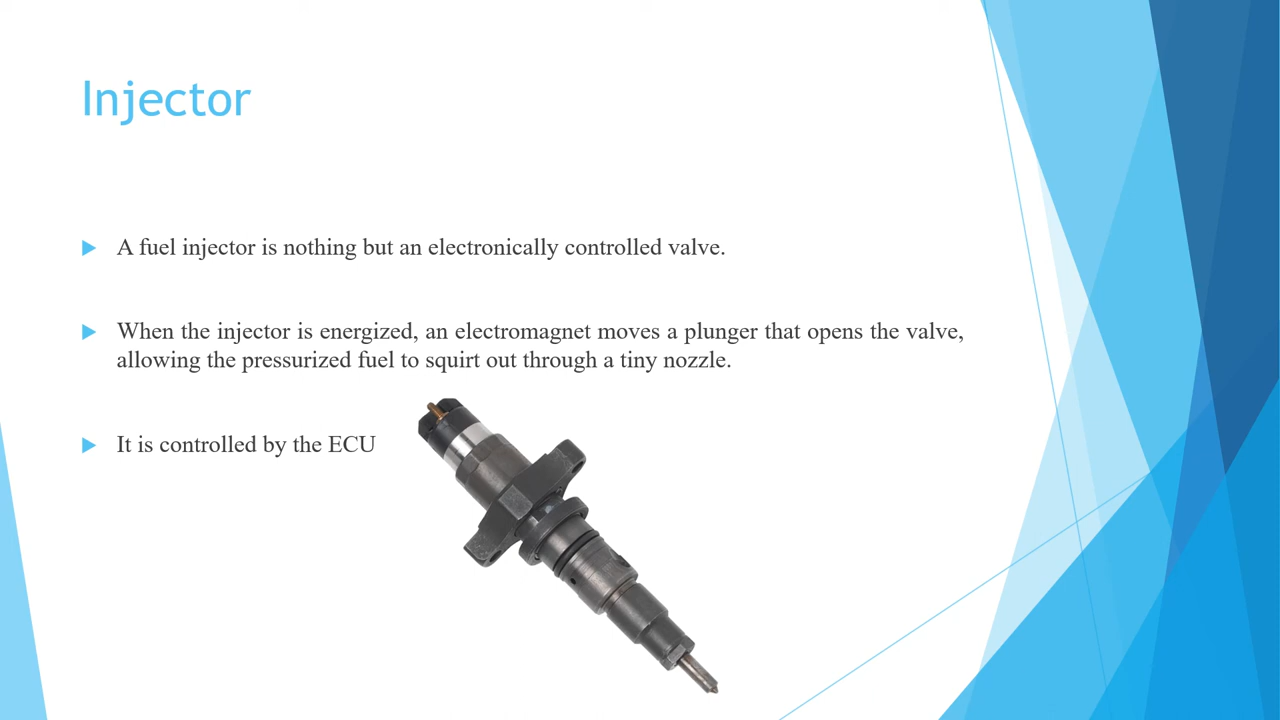 Injector
A fuel injector is nothing but an electronically controlled valve.
When the injector is energized, an electromagnet moves a plunger that opens the valve,
allowing the pressurized fuel to squirt out through a tiny nozzle.
It is controlled by the ECU